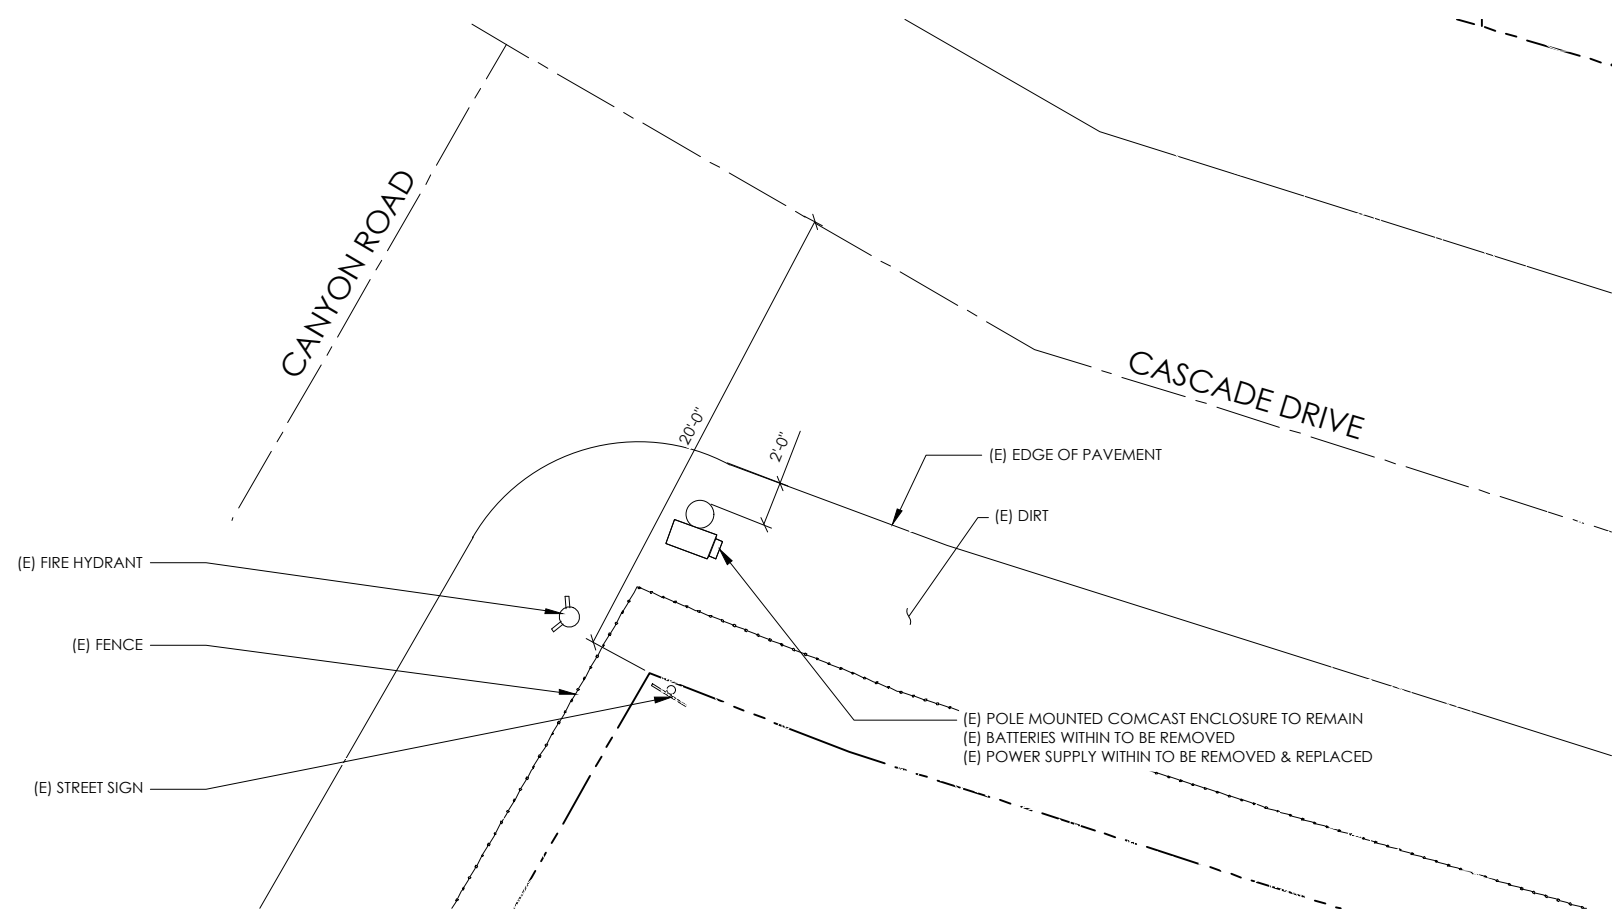 CANYON ROAD
CASCADE DRIVE
20'-0"
2'-0"
(E) EDGE OF PAVEMENT
(E) DIRT
(E) FIRE HYDRANT
(E) FENCE
(E) POLE MOUNTED COMCAST ENCLOSURE TO REMAIN
(E) BATTERIES WITHIN TO BE REMOVED
(E) POWER SUPPLY WITHIN TO BE REMOVED & REPLACED
(E) STREET SIGN